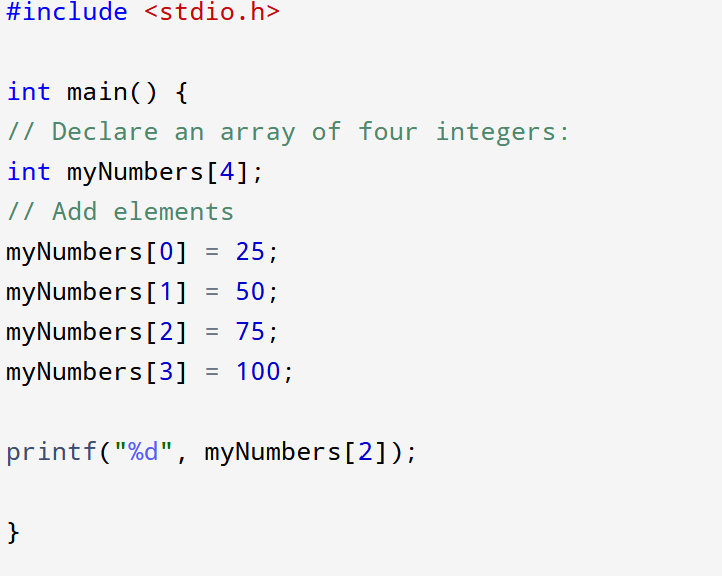 #include <stdio.h>
int main() {
// Declare an array of four integers:
int myNumbers[4];
// Add elements
myNumbers[0] = 25;
myNumbers[1] = 50;
myNumbers[2] = 75;
myNumbers[3] = 100;
printf("%d", myNumbers[2]);
}